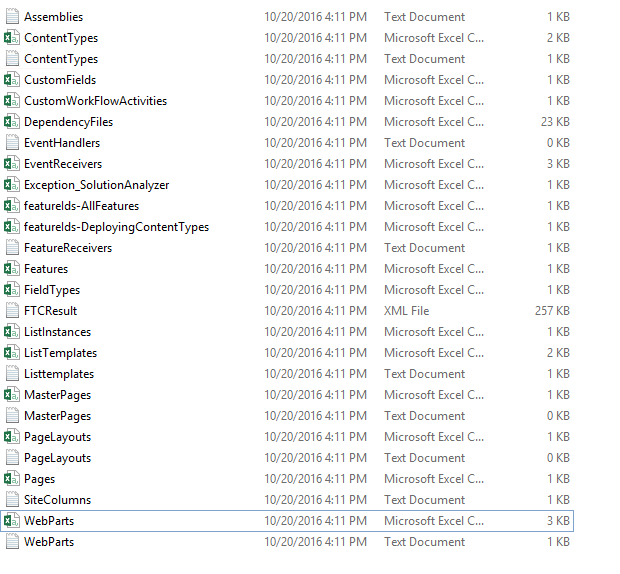 Assemblies 10/20/2016 4:11 PM Text Document 1 KB
ContentTypes 10/20/2016 4:11 PM Microsoft Excel C... 2 KB
ContentTypes 10/20/2016 4:11 PM Text Document 1 KB
CustomFields 10/20/2016 4:11 PM Microsoft Excel C... 1 KB
CustomWorkFlowActivities 10/20/2016 4:11 PM Microsoft Excel C... 1 KB
DependencyFiles 10/20/2016 4:11 PM Microsoft Excel C... 23 KB
EventHandlers 10/20/2016 4:11 PM Text Document 0 KB
EventReceivers 10/20/2016 4:11 PM Microsoft Excel C... 3 KB
Exception_SolutionAnalyzer 10/20/2016 4:11 PM Microsoft Excel C... 1 KB
featureIds-AllFeatures 10/20/2016 4:11 PM Microsoft Excel C... 1 KB
featureIds-DeployingContentTypes 10/20/2016 4:11 PM Microsoft Excel C... 1 KB
FeatureReceivers 10/20/2016 4:11 PM Text Document 1 KB
Features 10/20/2016 4:11 PM Microsoft Excel C... 1 KB
FieldTypes 10/20/2016 4:11 PM Microsoft Excel C... 1 KB
FTCResult 10/20/2016 4:11 PM XML File 257 KB
ListInstances 10/20/2016 4:11 PM Microsoft Excel C... 1 KB
ListTemplates 10/20/2016 4:11 PM Microsoft Excel C... 2 KB
Listtemplates 10/20/2016 4:11 PM Text Document 1 KB
MasterPages 10/20/2016 4:11 PM Microsoft Excel C... 1 KB
MasterPages 10/20/2016 4:11 PM Text Document 0 KB
PageLayouts 10/20/2016 4:11 PM Microsoft Excel C... 1 KB
PageLayouts 10/20/2016 4:11 PM Text Document 0 KB
Pages 10/20/2016 4:11 PM Microsoft Excel C... 1 KB
SiteColumns 10/20/2016 4:11 PM Text Document 1 KB
WebParts 10/20/2016 4:11 PM Microsoft Excel C... 3 KB
WebParts 10/20/2016 4:11 PM Text Document 1 KB